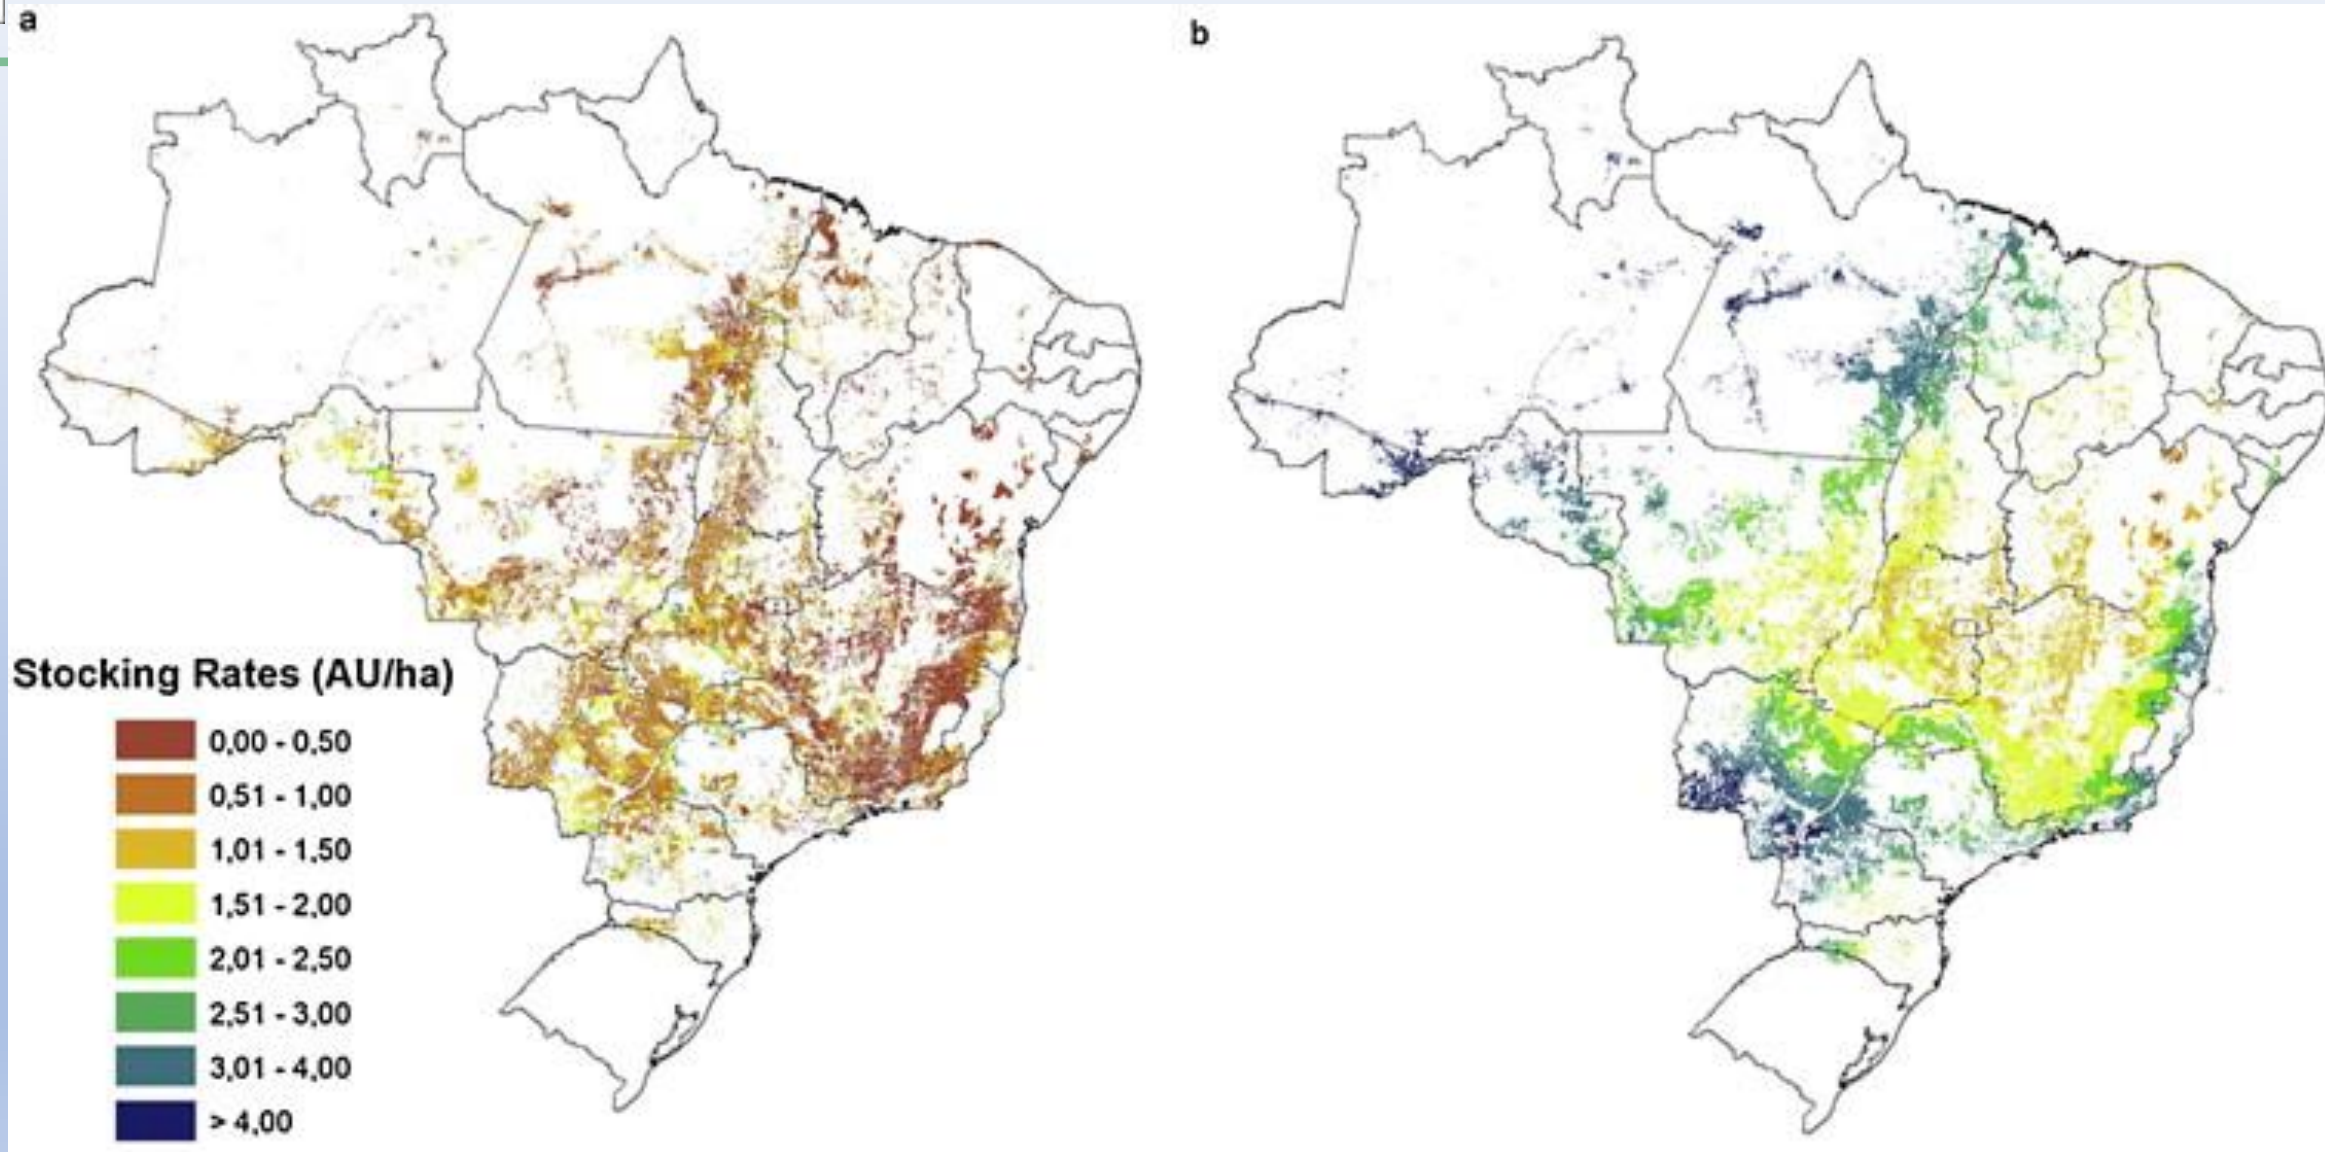 a
b
Stocking Rates (AU/ha)
0,00 - 0,50
0,51 - 1,00
1,01 - 1,50
1,51 - 2,00
2,01 - 2,50
2,51 - 3,00
3,01 - 4,00
> 4,00